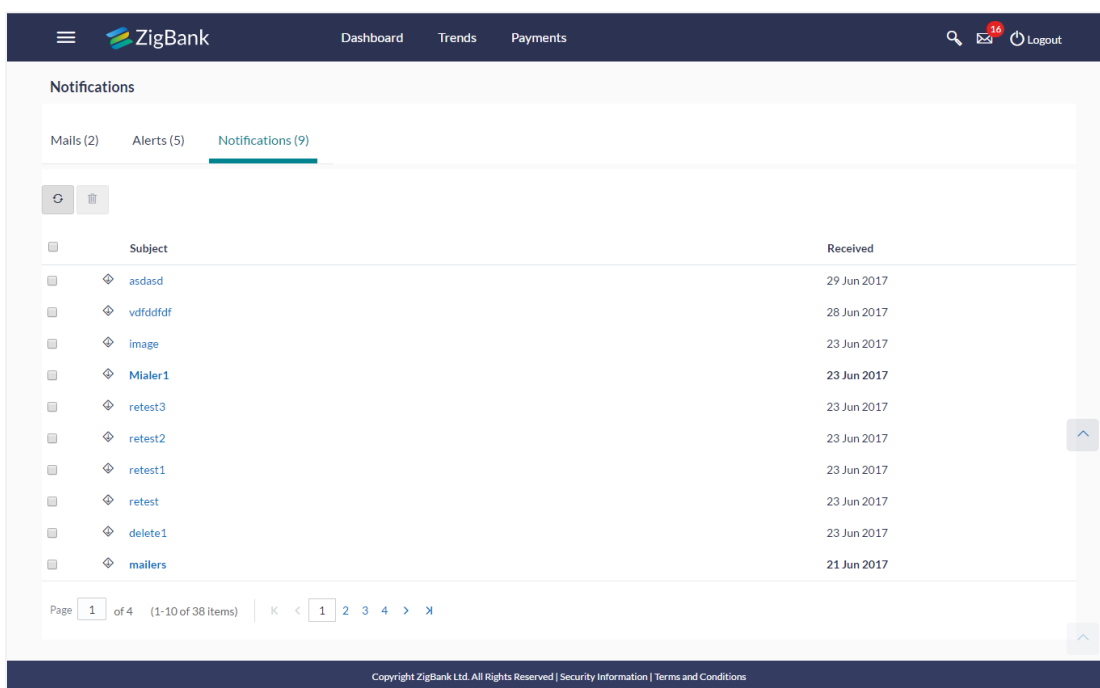 ZigBank Dashboard Trends Payments 16 Logout
Notifications
Mails (2) Alerts (5) Notifications (9)
Subject Received
asdasd 29 Jun 2017
vdfddfdf 28 Jun 2017
image 23 Jun 2017
Mialer1 23 Jun 2017
retest3 23 Jun 2017
retest2 23 Jun 2017
retest1 23 Jun 2017
retest 23 Jun 2017
delete1 23 Jun 2017
mailers 21 Jun 2017
Page 1 of 4 (1-10 of 38 items) 1 2 3 4
Copyright ZigBank Ltd. All Rights Reserved | Security Information | Terms and Conditions